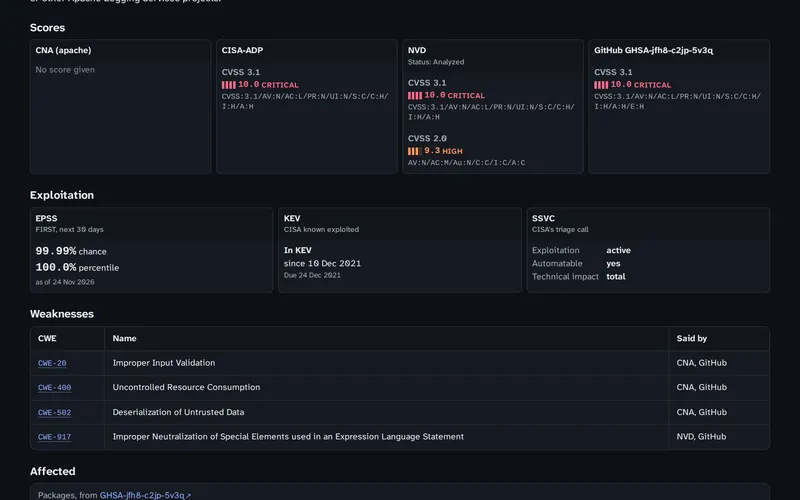 of other Apache Logging Services projects.
Scores
CNA (apache)
No score given
CISA-ADP
CVSS 3.1
10.0 CRITICAL
CVSS:3.1/AV:N/AC:L/PR:N/UI:N/S:C/C:H/
I:H/A:H
NVD
Status: Analyzed
CVSS 3.1
10.0 CRITICAL
CVSS:3.1/AV:N/AC:L/PR:N/UI:N/S:C/C:H/
I:H/A:H
CVSS 2.0
9.3 HIGH
AV:N/AC:M/Au:N/C:C/I:C/A:C
GitHub GHSA-jfh8-c2jp-5v3q
CVSS 3.1
10.0 CRITICAL
CVSS:3.1/AV:N/AC:L/PR:N/UI:N/S:C/C:H/
I:H/A:H/E:H
Exploitation
EPSS
FIRST, next 30 days
99.99% chance
100.0% percentile
as of 24 Nov 2026
KEV
CISA known exploited
In KEV
since 10 Dec 2021
Due 24 Dec 2021
SSVC
CISA's triage call
Exploitation active
Automatable yes
Technical impact total
Weaknesses
CWE Name Said by
CWE-20 Improper Input Validation CNA, GitHub
CWE-400 Uncontrolled Resource Consumption CNA, GitHub
CWE-502 Deserialization of Untrusted Data CNA, GitHub
CWE-917 Improper Neutralization of Special Elements used in an Expression Language Statement NVD, GitHub
Affected
Packages, from GHSA-jfh8-c2jp-5v3q↗